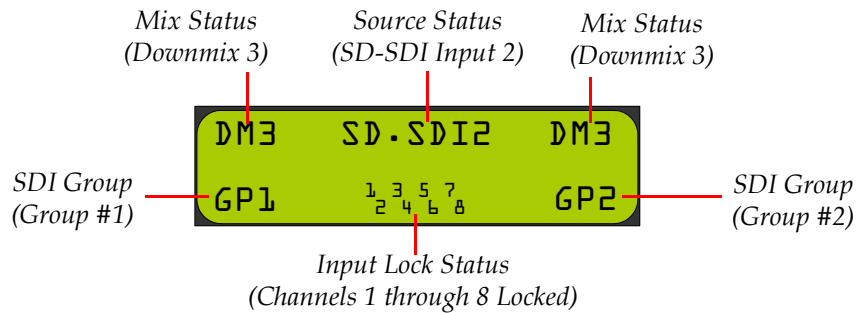 Mix Status
(Downmix 3)
Source Status
(SD-SDI Input 2)
Mix Status
(Downmix 3)
DM3 SD.SDI2 DM3
SDI Group
(Group #1)
GP1 1 2 3 4 5 6 7 8 GP2
SDI Group
(Group #2)
Input Lock Status
(Channels 1 through 8 Locked)